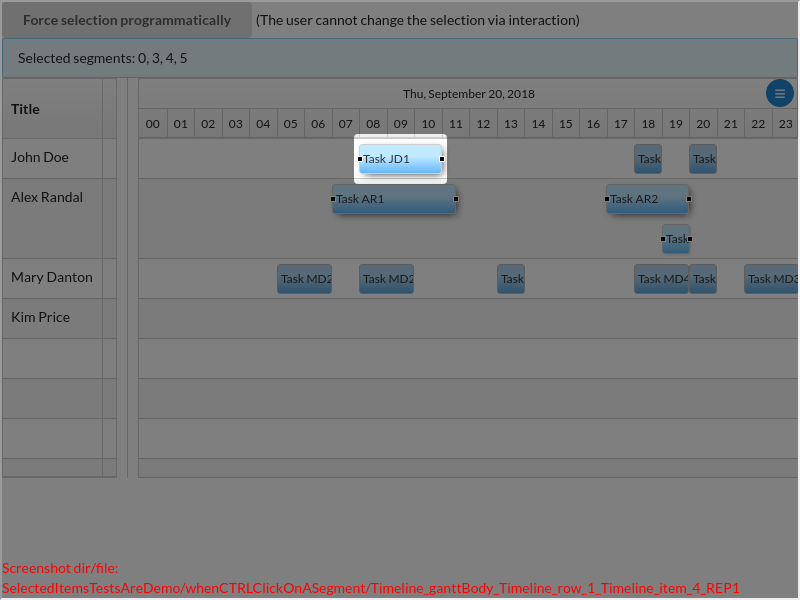 Force selection programmatically (The user cannot change the selection via interaction)
Selected segments: 0, 3, 4, 5
Title
Thu, September 20, 2018
00 01 02 03 04 05 06 07 08 09 10 11 12 13 14 15 16 17 18 19 20 21 22 23
John Doe
Task JD1 Task Task
Alex Randal
Task AR1 Task AR2
Task
Mary Danton
Task MD2 Task MD2 Task Task MD4 Task Task MD3
Kim Price
Screenshot dir/file:
SelectedItemsTestsAreDemo/whenCTRLClickOnASegment/Timeline_ganttBody_Timeline_row_1_Timeline_item_4_REP1